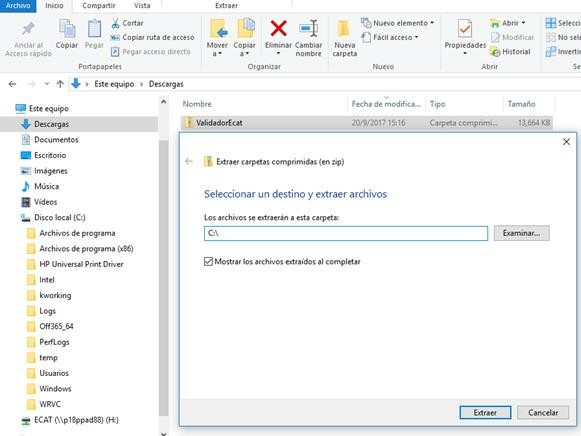 Archivo Inicio Compartir Vista Extraer
Anclar al
Acceso rápido
Copiar
Pegar
Cortar
Copiar ruta de acceso
Pegar acceso directo
Mover
a
Copiar
a
Eliminar
Cambiar
nombre
Nueva
carpeta
Nuevo elemento
Fácil acceso
Propiedades
Abrir
Modificar
Historial
Selecc
No sele
Inverti
Portapapeles Organizar Nuevo Abrir Se
Este equipo > Descargas
Nombre Fecha de modifica... Tipo Tamaño
ValidadorEcat 20/9/2017 15:16 Carpeta comprimi... 13,664 KB
Este equipo
Descargas
Documentos
Escritorio
Imágenes
Música
Vídeos
Disco local (C:)
Archivos de programa
Archivos de programa (x86)
HP Universal Print Driver
Intel
kworking
Logs
Off365_64
PerfLogs
temp
Usuarios
Windows
WRVC
ECAT (\\p18ppad88) (H:)
Extraer carpetas comprimidas (en zip)
Seleccionar un destino y extraer archivos
Los archivos se extraerán a esta carpeta:
C:\
Examinar...
Mostrar los archivos extraídos al completar
Extraer Cancelar